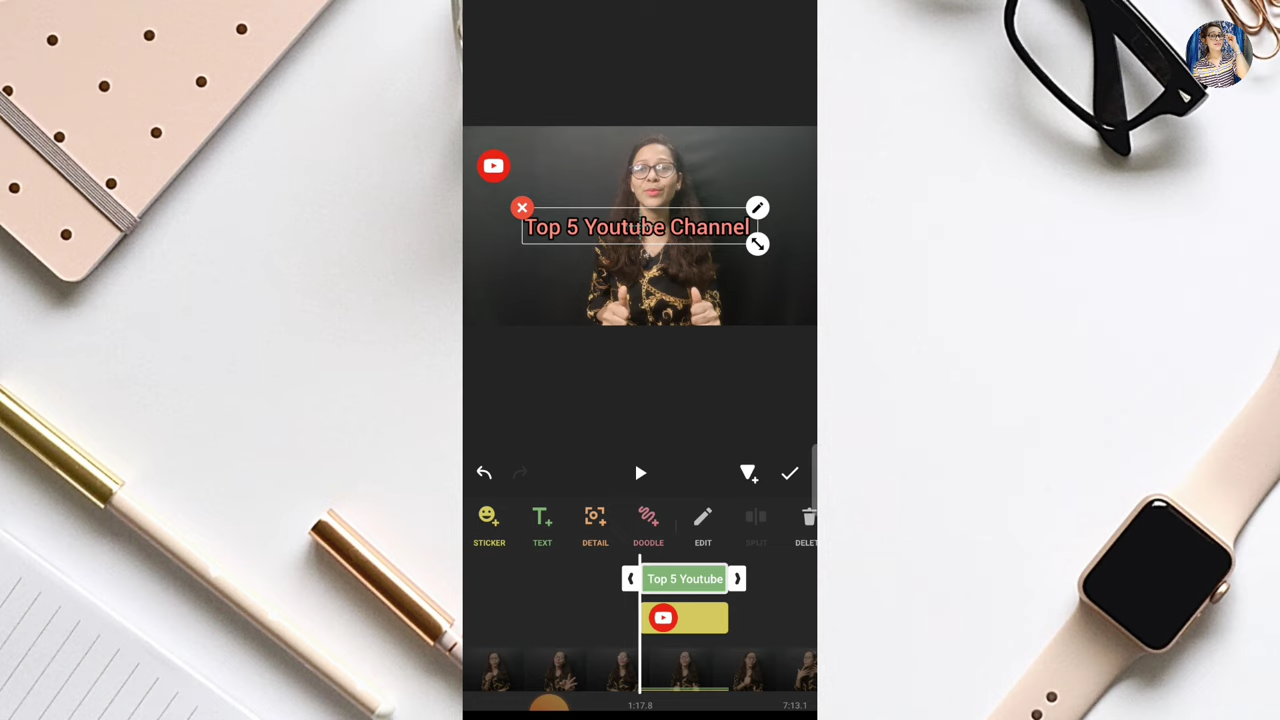 Top 5 Youtube Channel
STICKER TEXT DETAIL DOODLE EDIT SPLIT DELET
Top 5 Youtube
1:17.8 7:13.1